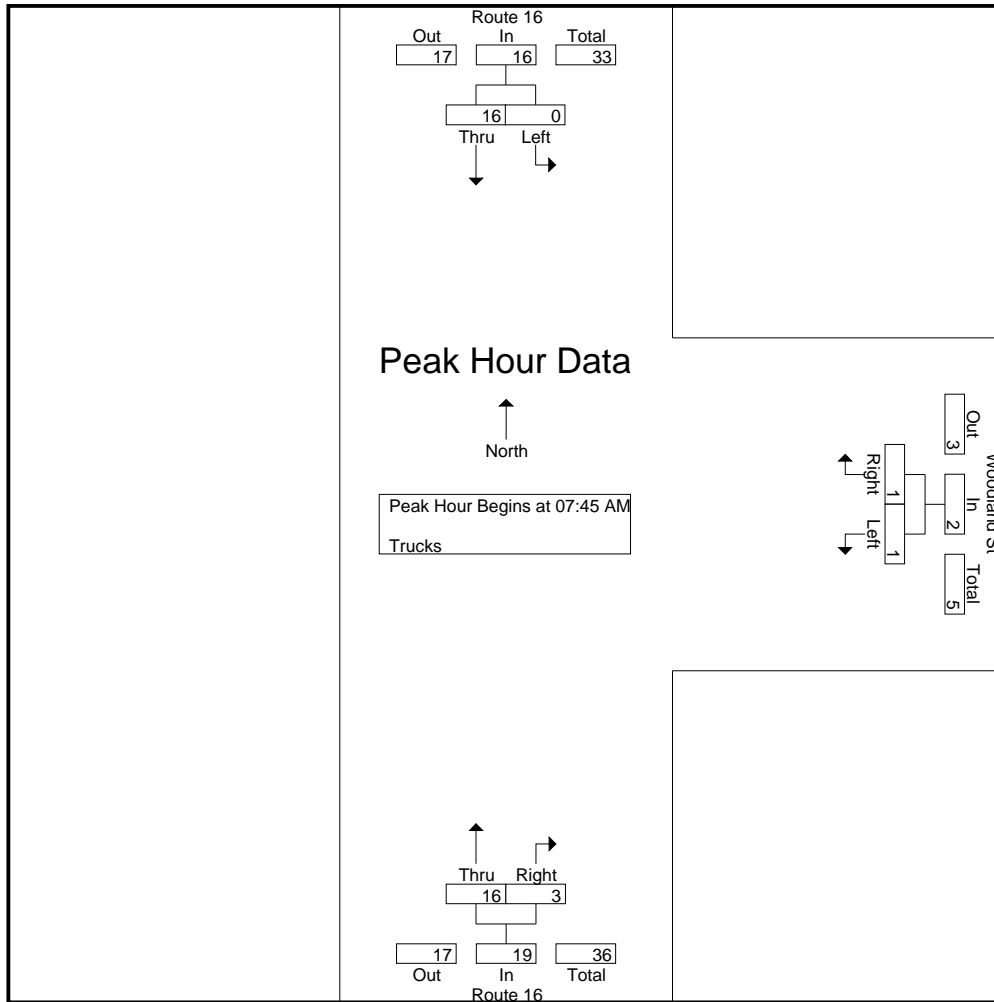 Route 16
Out In Total
17 16 33
16 0
Thru Left
Peak Hour Data
North
Peak Hour Begins at 07:45 AM
Trucks
Woodland St
Out In Total
3 2 5
1 1
Right Left
Thru Right
16 3
17 19 36
Out In Total
Route 16